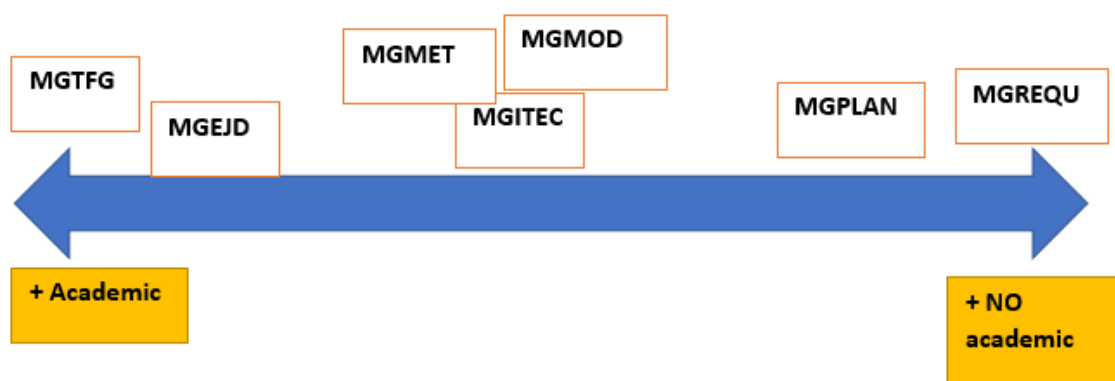 MGTFG
MGEJD
MGMET
MGMOD
MGITEC
MGPLAN
MGREQU
+ Academic
+ NO
academic